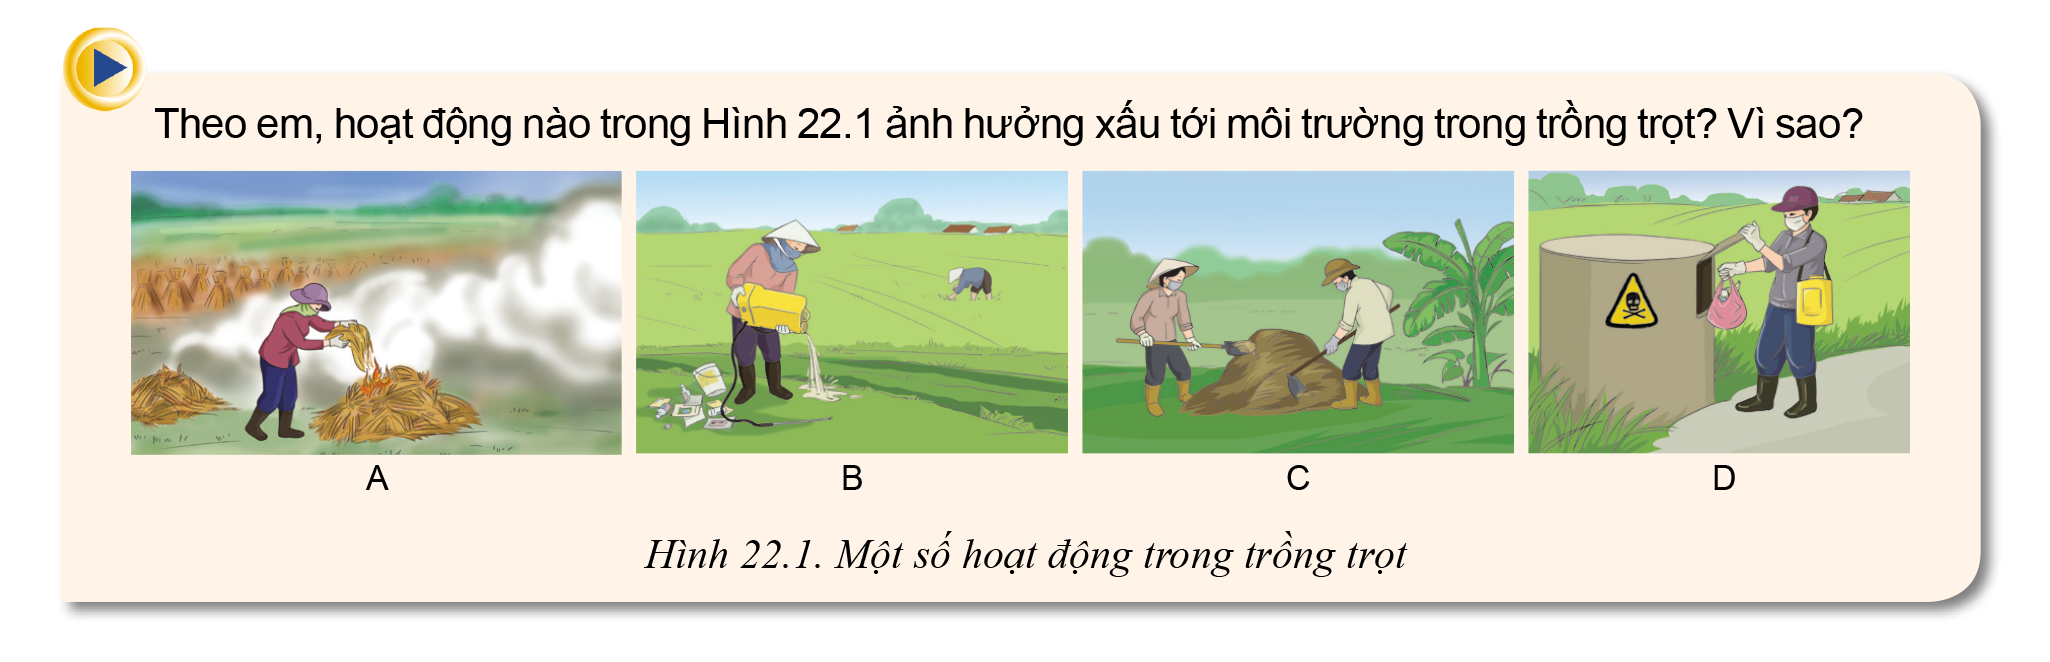 Theo em, hoạt động nào trong Hình 22.1 ảnh hưởng xấu tới môi trường trong trồng trọt? Vì sao?
A
B
C
D
Hình 22.1. Một số hoạt động trong trồng trọt